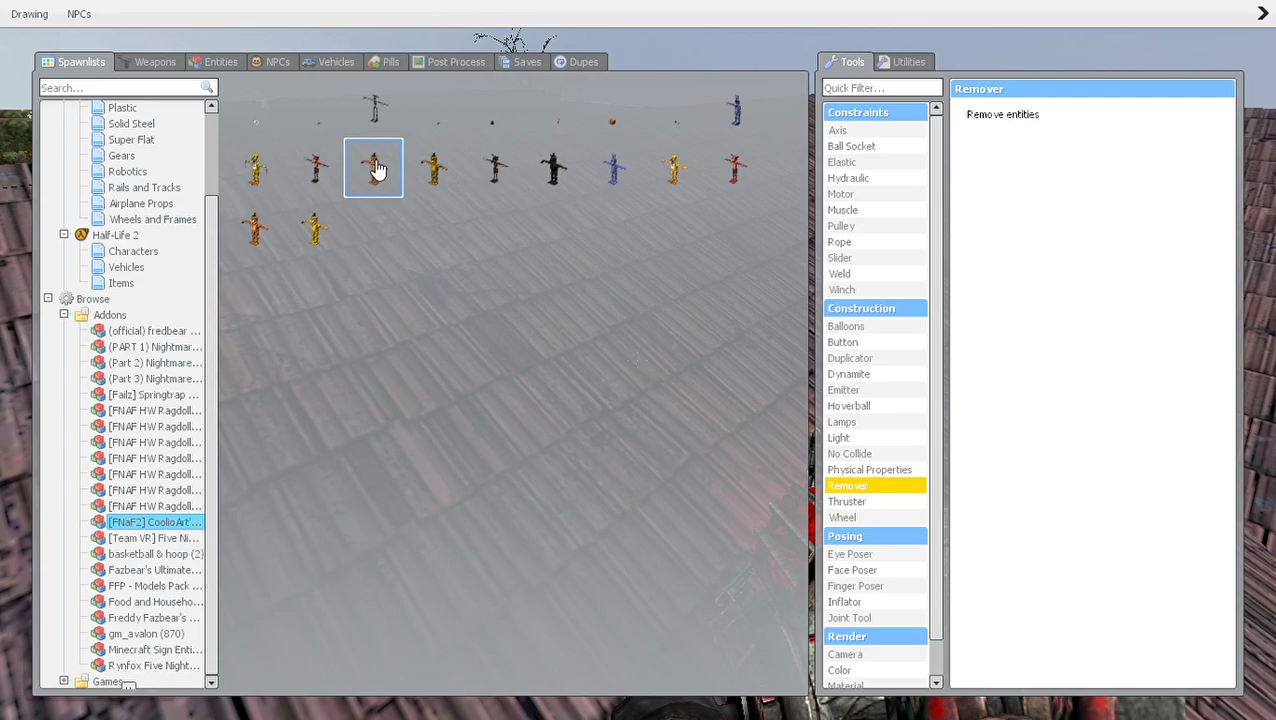 Drawing NPCs
Spawnlists Weapons Entities NPCs Vehicles Pills Post Process Saves Dupes
Search...
Plastic
Solid Steel
Super Flat
Gears
Robotics
Rails and Tracks
Airplane Props
Wheels and Frames
Half-Life 2
Characters
Vehicles
Items
Browse
Addons
(official) fredbear ...
(PART 1) Nightmar...
(Part 2) Nightmare...
(Part 3) Nightmare...
[Failz] Springtrap ...
[FNAF HW Ragdoll...
[FNAF HW Ragdoll...
[FNAF HW Ragdoll...
[FNAF HW Ragdoll...
[FNAF HW Ragdoll...
[FNAF HW Ragdoll...
[FNAF HW Ragdoll...
[FNaF2] CoolioArt'...
[Team VR] Five Ni...
basketball & hoop (2)
Fazbear's Ultimate...
FFP - Models Pack ...
Food and Househo...
Freddy Fazbear's ...
gm_avalon (870)
Minecraft Sign Enti...
Rynfox Five Night...
Games
Tools Utilities
Quick Filter...
Constraints
Axis
Ball Socket
Elastic
Hydraulic
Motor
Muscle
Pulley
Rope
Slider
Weld
Winch
Construction
Balloons
Button
Duplicator
Dynamite
Emitter
Hoverball
Lamps
Light
No Collide
Physical Properties
Remover
Thruster
Wheel
Posing
Eye Poser
Face Poser
Finger Poser
Inflator
Joint Tool
Render
Camera
Color
Material
Remover
Remove entities